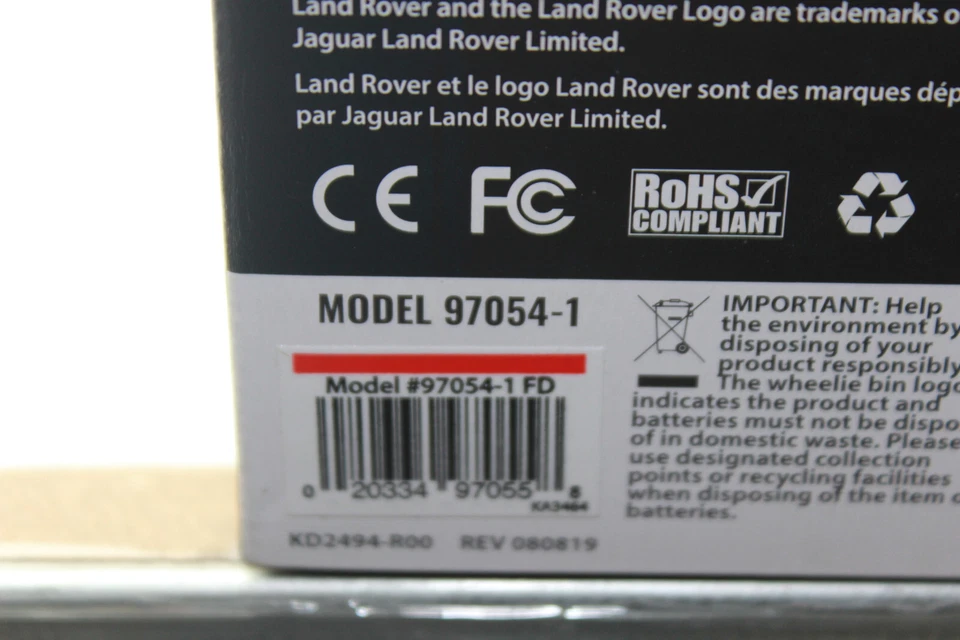 Land Rover and the Land Rover Logo are trademarks o
Jaguar Land Rover Limited.
Land Rover et le logo Land Rover sont des marques dép
par Jaguar Land Rover Limited.
CE FC RoHS
COMPLIANT
MODEL 97054-1
Model #97054-1 FD
0 20334 97055 8
KA3464
KD2494-R00 REV 080819
IMPORTANT: Help
the environment by
disposing of your
product responsibly
The wheelie bin logo
indicates the product and
batteries must not be dispo
of in domestic waste. Please
use designated collection
points or recycling facilities
when disposing of the item o
batteries.